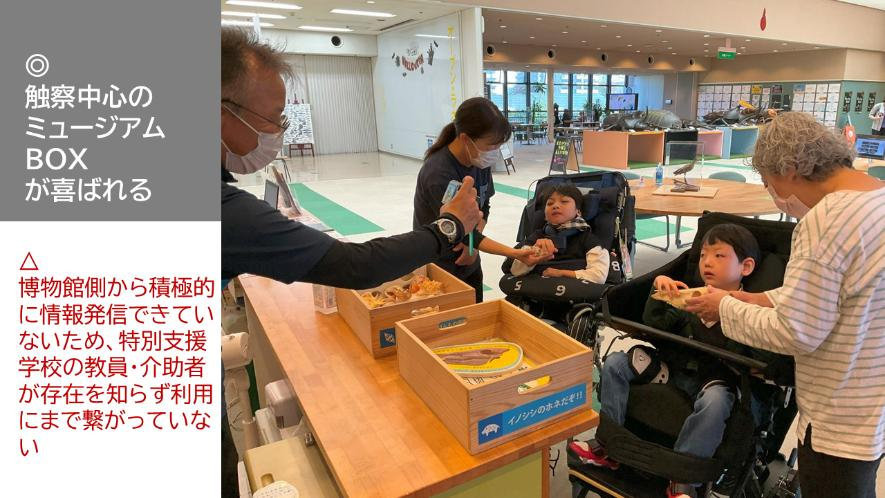 ◎
触察中心の
ミュージアム
BOX
が喜ばれる
△
博物館側から積極的
に情報発信できてい
ないため、特別支援
学校の教員・介助者
が存在を知らず利用
にまで繋がっていな
い
イノシシのホネだぞ!!